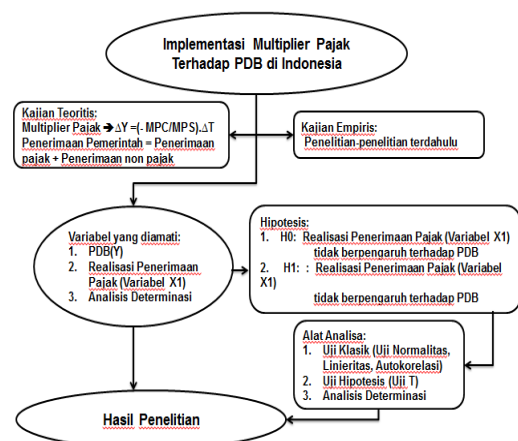 Implementasi Multiplier Pajak
Terhadap PDB di Indonesia
Kajian Teoritis:
Multiplier Pajak ➔ΔY =(- MPC/MPS).ΔT
Penerimaan Pemerintah = Penerimaan
pajak + Penerimaan non pajak
Kajian Empiris:
Penelitian-penelitian terdahulu
Variabel yang diamati:
1. PDB(Y)
2. Realisasi Penerimaan
Pajak (Variabel X1)
3. Analisis Determinasi
Hipotesis:
1. H0: Realisasi Penerimaan Pajak (Variabel X1)
tidak berpengaruh terhadap PDB
2. H1: : Realisasi Penerimaan Pajak (Variabel
X1)
tidak berpengaruh terhadap PDB
Alat Analisa:
1. Uji Klasik (Uji Normalitas,
Linieritas, Autokorelasi)
2. Uji Hipotesis (Uji T)
3. Analisis Determinasi
Hasil Penelitian